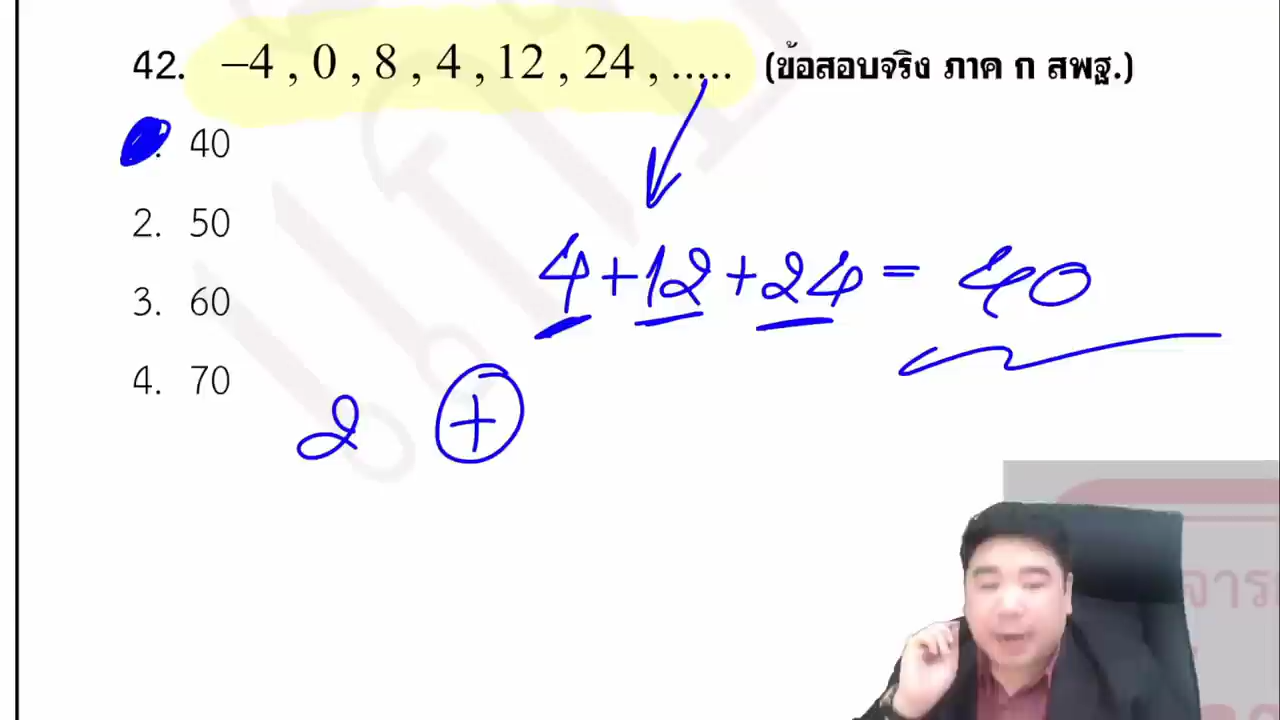 42. –4 , 0 , 8 , 4 , 12 , 24 , ..... (ข้อสอบจริง ภาค ก สพฐ.)
40
2. 50
3. 60
4. 70
4 + 12 + 24 = 40
2 +